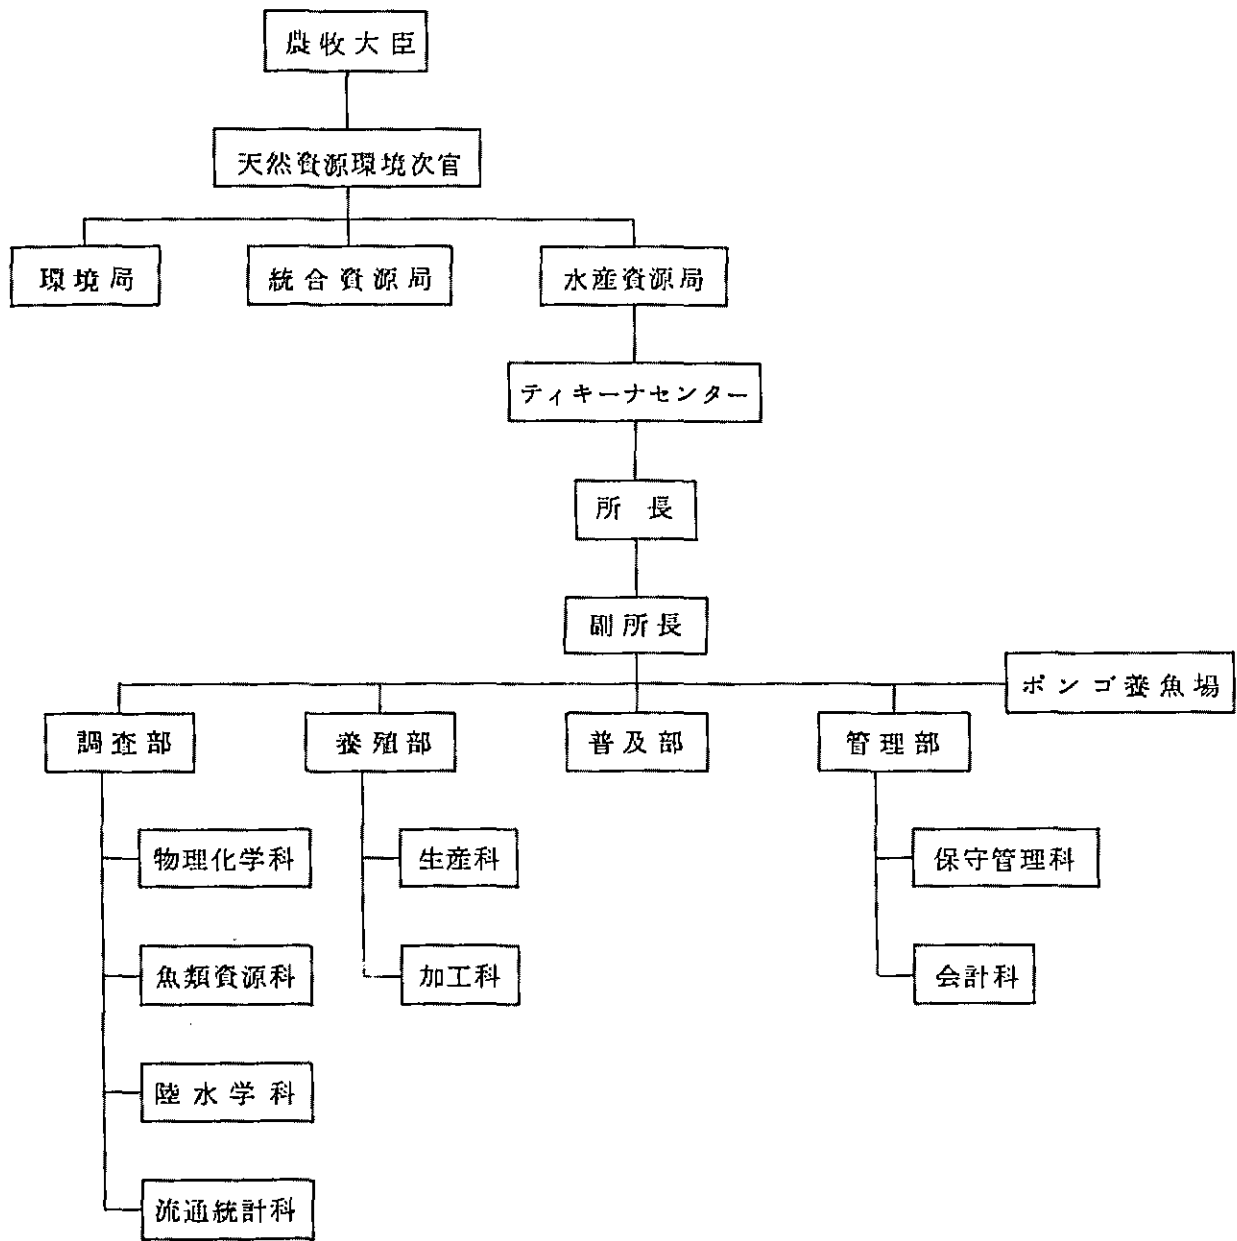 農牧大臣
天然資源環境次官
環境局
統合資源局
水産資源局
ティキーナセンター
所長
副所長
ポンゴ養魚場
調査部
養殖部
普及部
管理部
物理化学科
生産科
保守管理科
魚類資源科
加工科
会計科
陸水学科
流通統計科